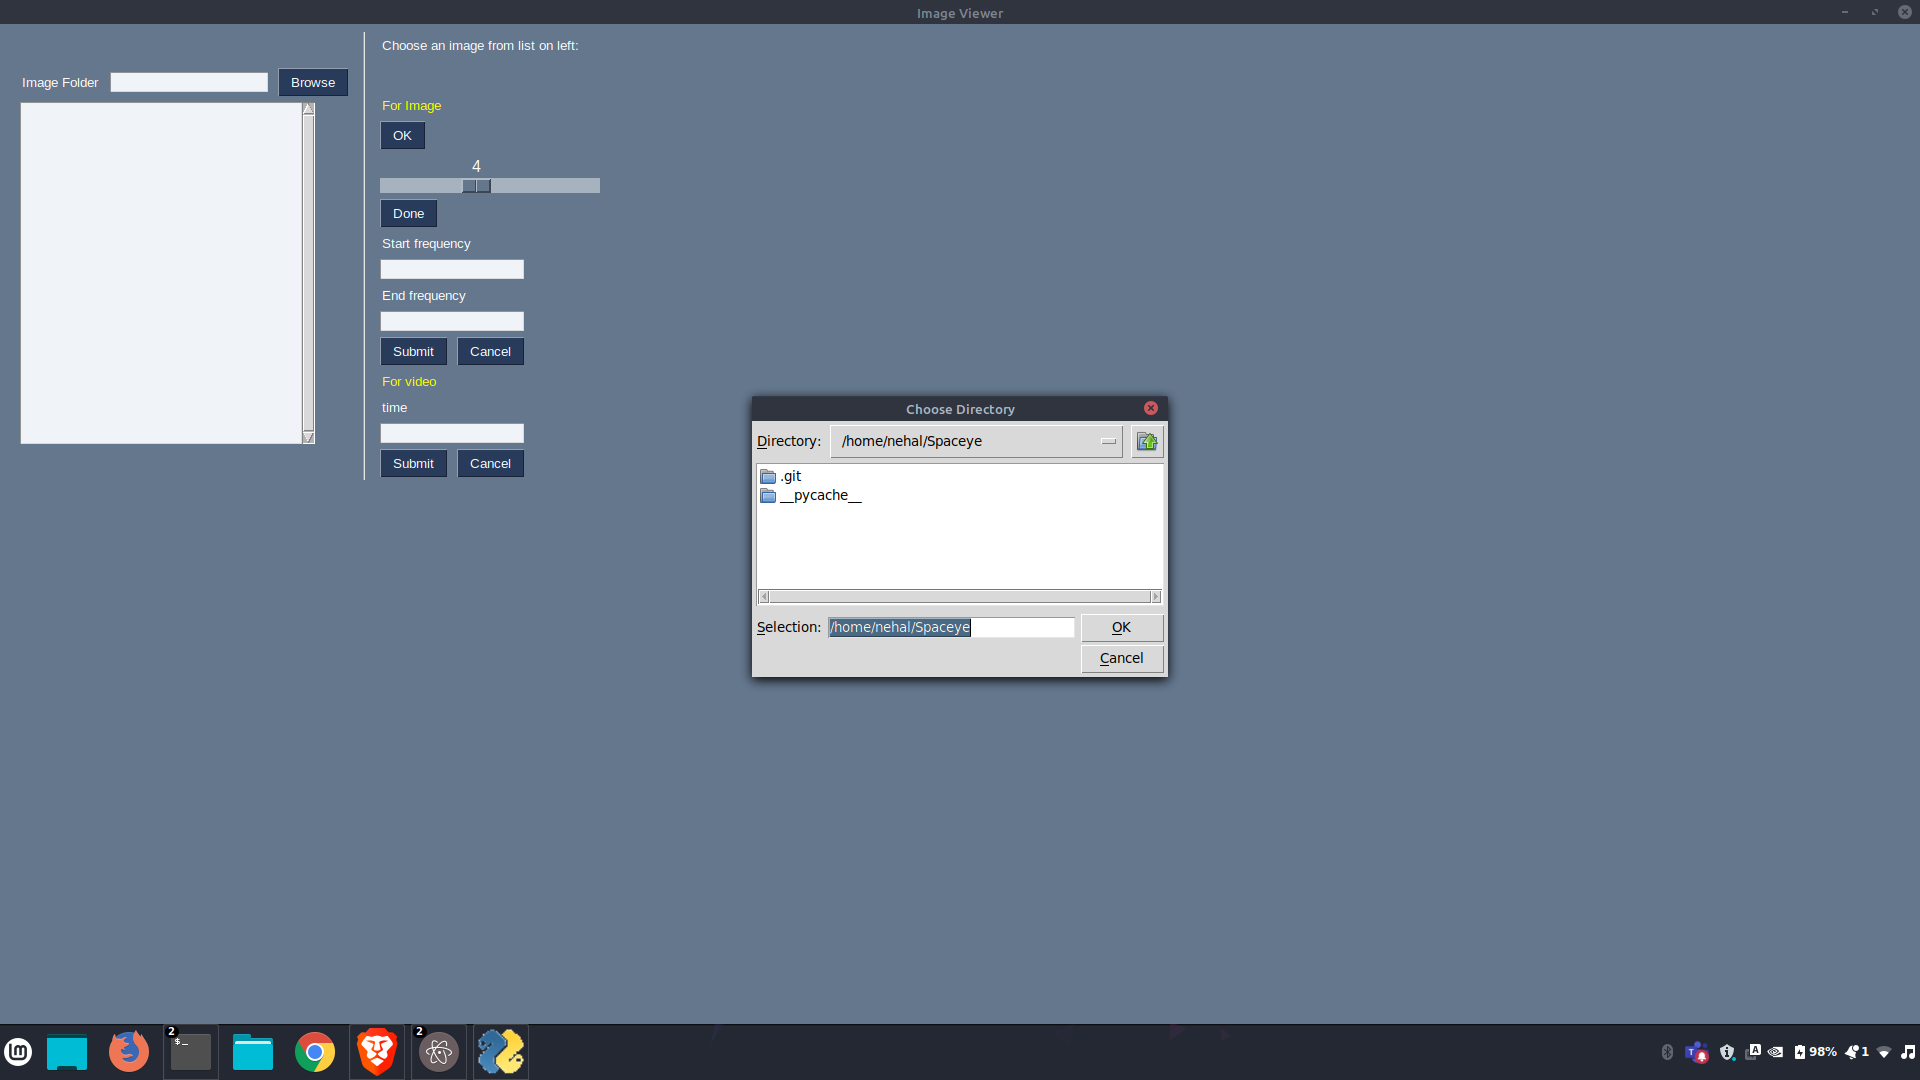 Image Viewer
Choose an image from list on left:
Image Folder
Browse
For Image
OK
4
Done
Start frequency
End frequency
Submit Cancel
For video
time
Submit Cancel
Choose Directory
Directory: /home/nehal/Spaceye
.git
__pycache__
Selection: /home/nehal/Spaceye OK
Cancel
2 $_ 2 T A 98% 1